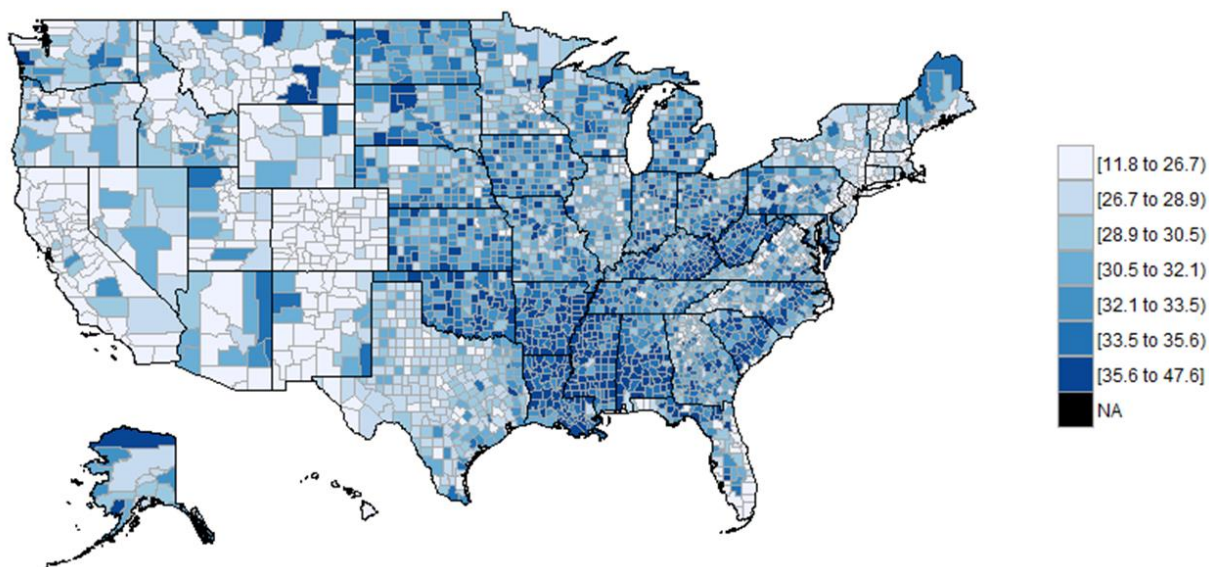 [11.8 to 26.7)
[26.7 to 28.9)
[28.9 to 30.5)
[30.5 to 32.1)
[32.1 to 33.5)
[33.5 to 35.6)
[35.6 to 47.6]
NA